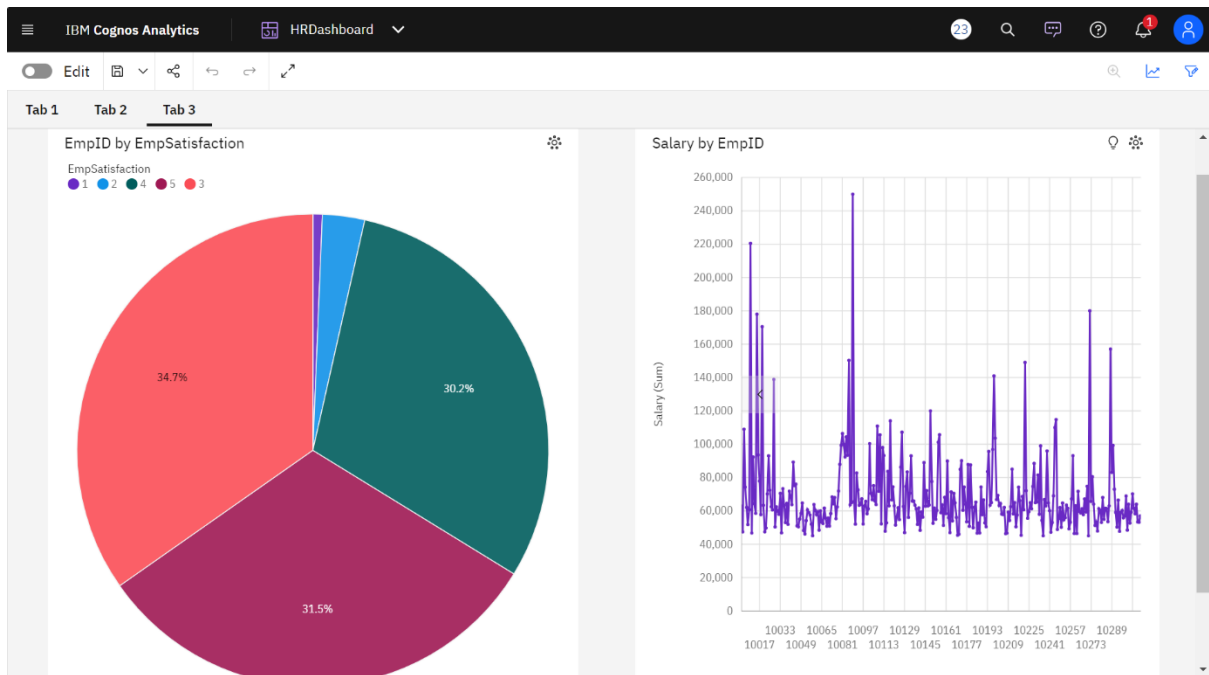 IBM Cognos Analytics
HRDashboard
23
1
Edit
Tab 1
Tab 2
Tab 3
EmpID by EmpSatisfaction
EmpSatisfaction
1 2 4 5 3
34.7%
30.2%
31.5%
Salary by EmpID
260,000
240,000
220,000
200,000
180,000
160,000
140,000
120,000
100,000
80,000
60,000
40,000
20,000
0
Salary (Sum)
10033 10065 10097 10129 10161 10193 10225 10257 10289
10017 10049 10081 10113 10145 10177 10209 10241 10273